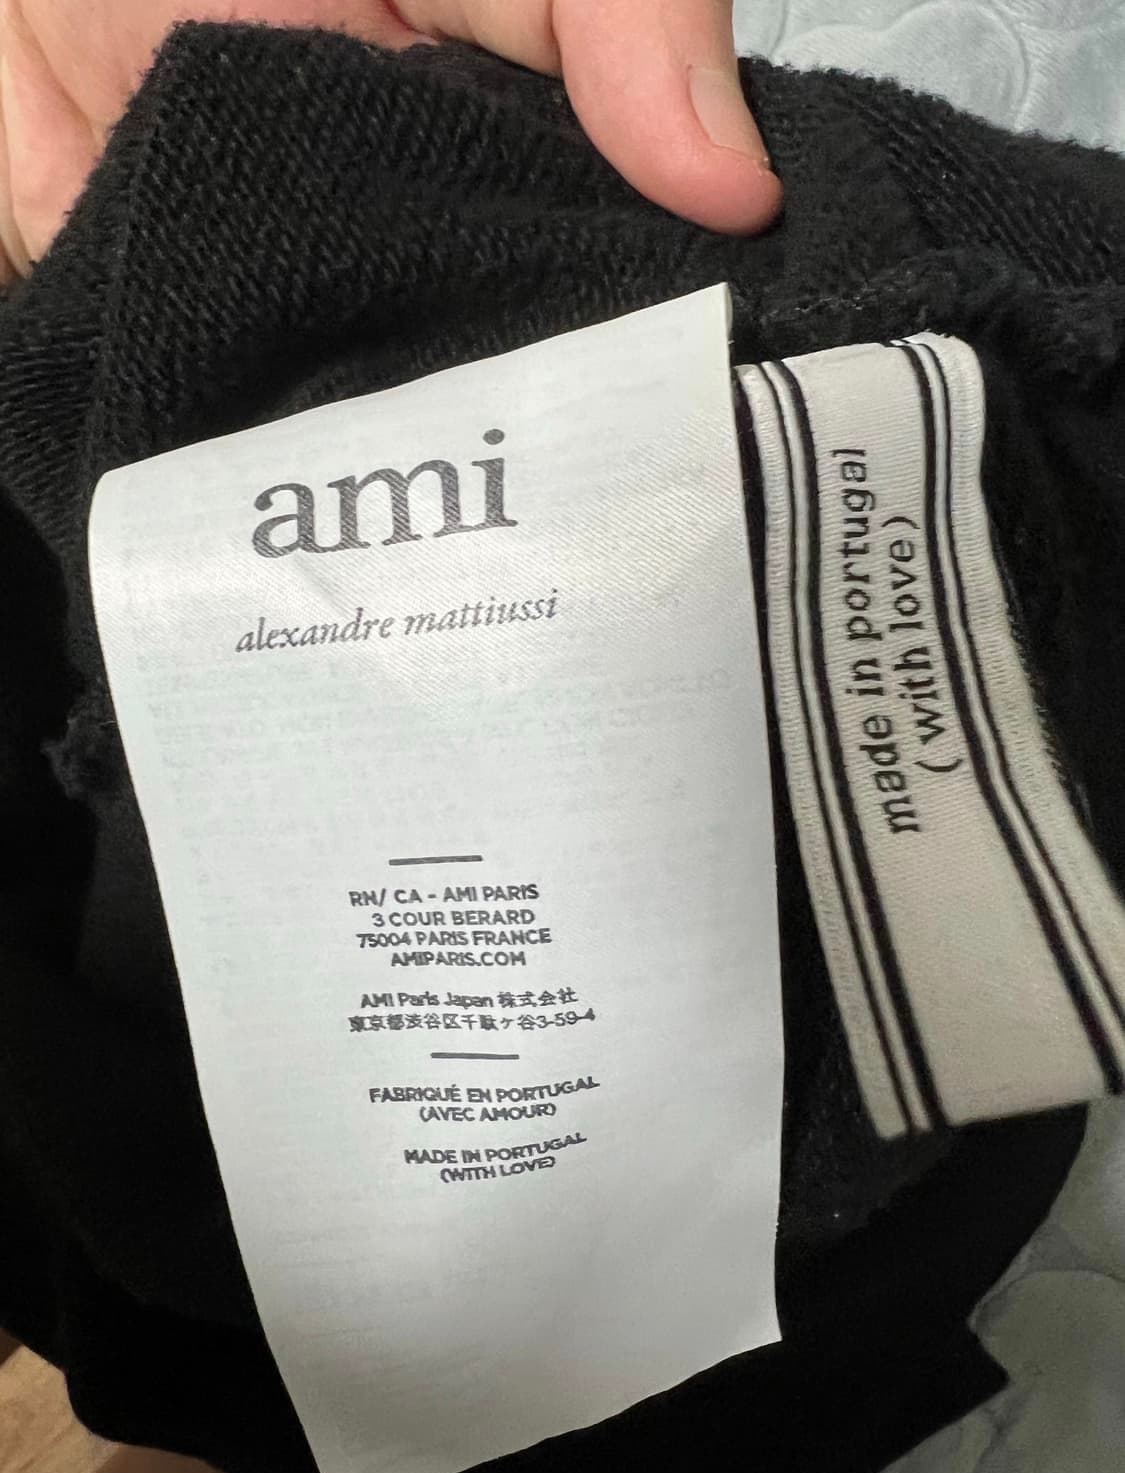 ami
alexandre mattiussi
RN/ CA - AMI PARIS
3 COUR BERARD
75004 PARIS FRANCE
AMIPARIS.COM
AMI Paris Japan 株式会社
東京都渋谷区千駄ヶ谷3-59-4
FABRIQUÉ EN PORTUGAL
(AVEC AMOUR)
MADE IN PORTUGAL
(WITH LOVE)
made in portugal
(with love)